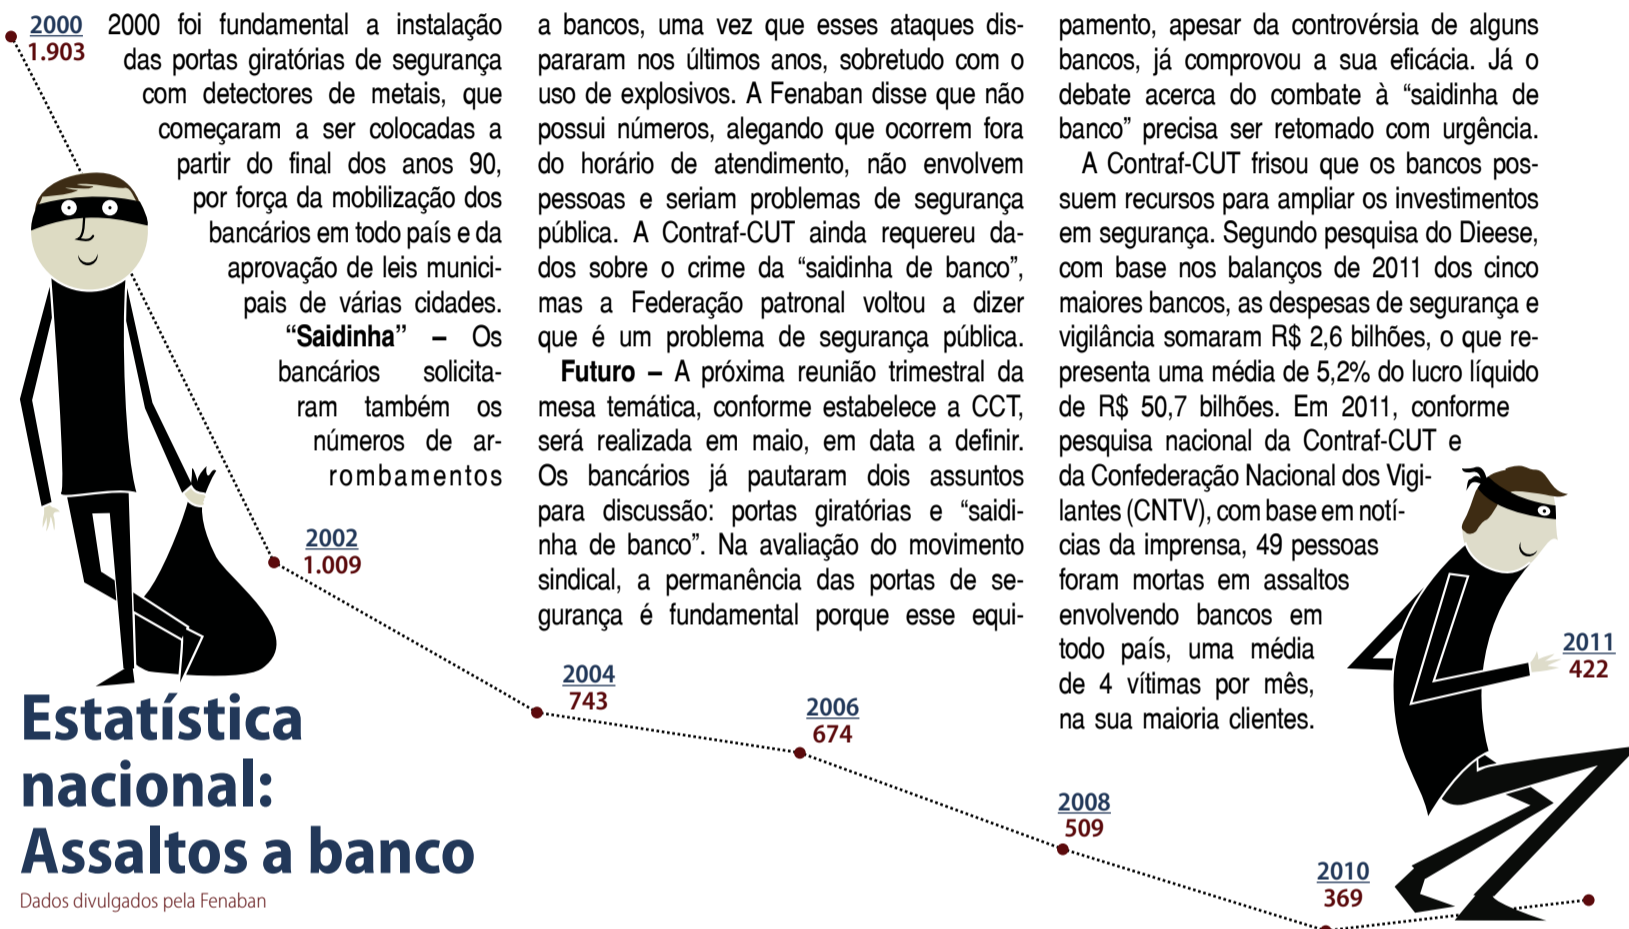 2000
1.903
2000 foi fundamental a instalação
das portas giratórias de segurança
com detectores de metais, que
começaram a ser colocadas a
partir do final dos anos 90,
por força da mobilização dos
bancários em todo país e da
aprovação de leis munici-
pais de várias cidades.
“Saidinha” – Os
bancários solicita-
ram também os
números de ar-
rombamentos
a bancos, uma vez que esses ataques dis-
pararam nos últimos anos, sobretudo com o
uso de explosivos. A Fenaban disse que não
possui números, alegando que ocorrem fora
do horário de atendimento, não envolvem
pessoas e seriam problemas de segurança
pública. A Contraf-CUT ainda requereu da-
dos sobre o crime da “saidinha de banco”,
mas a Federação patronal voltou a dizer
que é um problema de segurança pública.
Futuro – A próxima reunião trimestral da
mesa temática, conforme estabelece a CCT,
será realizada em maio, em data a definir.
Os bancários já pautaram dois assuntos
para discussão: portas giratórias e “saidi-
nha de banco”. Na avaliação do movimento
sindical, a permanência das portas de se-
gurança é fundamental porque esse equi-
pamento, apesar da controvérsia de alguns
bancos, já comprovou a sua eficácia. Já o
debate acerca do combate à “saidinha de
banco” precisa ser retomado com urgência.
A Contraf-CUT frisou que os bancos pos-
suem recursos para ampliar os investimentos
em segurança. Segundo pesquisa do Dieese,
com base nos balanços de 2011 dos cinco
maiores bancos, as despesas de segurança e
vigilância somaram R$ 2,6 bilhões, o que re-
presenta uma média de 5,2% do lucro líquido
de R$ 50,7 bilhões. Em 2011, conforme
pesquisa nacional da Contraf-CUT e
da Confederação Nacional dos Vigi-
lantes (CNTV), com base em notí-
cias da imprensa, 49 pessoas
foram mortas em assaltos
envolvendo bancos em
todo país, uma média
de 4 vítimas por mês,
na sua maioria clientes.
2002
1.009
2004
743
2006
674
2008
509
2010
369
2011
422
Estatística
nacional:
Assaltos a banco
Dados divulgados pela Fenaban